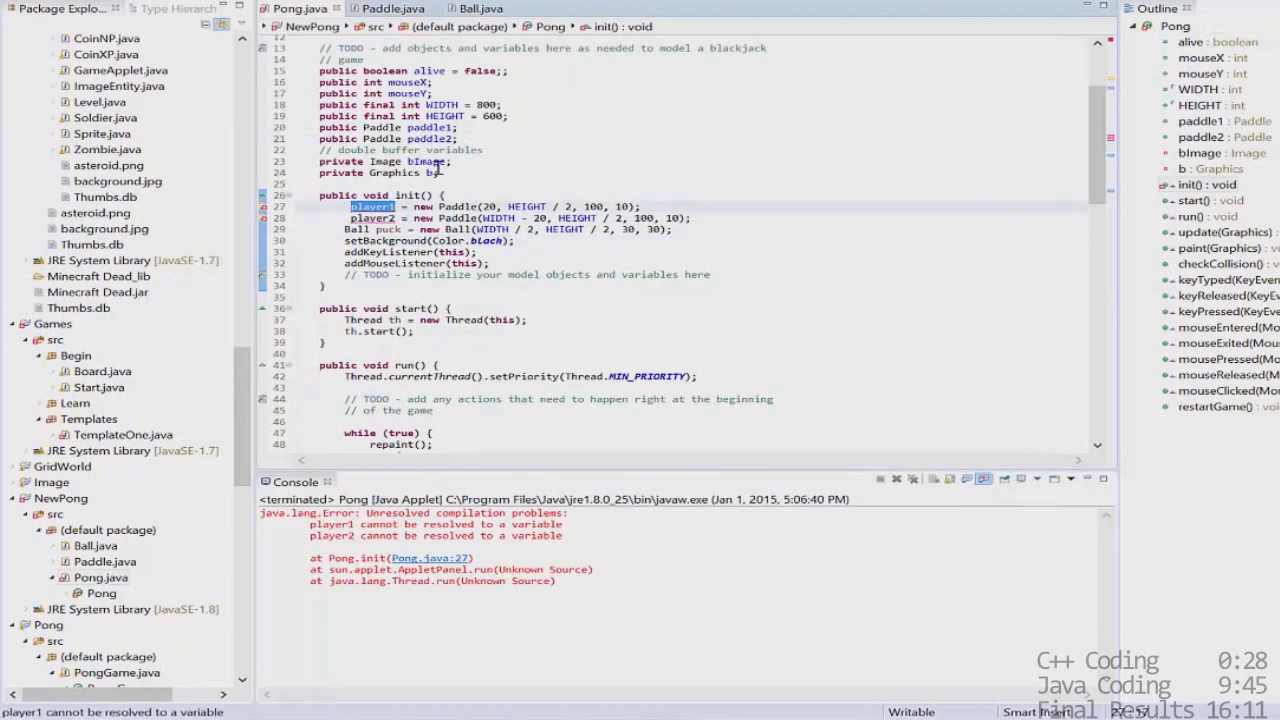 Package Explo...
Type Hierarch
CoinNP.java
CoinXP.java
GameApplet.java
ImageEntity.java
Level.java
Soldier.java
Sprite.java
Zombie.java
asteroid.png
background.jpg
Thumbs.db
asteroid.png
background.jpg
Thumbs.db
JRE System Library [JavaSE-1.7]
Minecraft Dead_lib
Minecraft Dead.jar
Thumbs.db
Games
src
Begin
Board.java
Start.java
Learn
Templates
TemplateOne.java
JRE System Library [JavaSE-1.7]
GridWorld
Image
NewPong
src
(default package)
Ball.java
Paddle.java
Pong.java
Pong
JRE System Library [JavaSE-1.8]
Pong
src
(default package)
PongGame.java
Pong.java
Paddle.java
Ball.java
NewPong
src
(default package)
Pong
init() : void
12
13 // TODO - add objects and variables here as needed to model a blackjack
14 // game
15 public boolean alive = false;;
16 public int mouseX;
17 public int mouseY;
18 public final int WIDTH = 800;
19 public final int HEIGHT = 600;
20 public Paddle paddle1;
21 public Paddle paddle2;
22 // double buffer variables
23 private Image bImage;
24 private Graphics b;
25
26 public void init() {
27 player1 = new Paddle(20, HEIGHT / 2, 100, 10);
28 player2 = new Paddle(WIDTH - 20, HEIGHT / 2, 100, 10);
29 Ball puck = new Ball(WIDTH / 2, HEIGHT / 2, 30, 30);
30 setBackground(Color.black);
31 addKeyListener(this);
32 addMouseListener(this);
33 // TODO - initialize your model objects and variables here
34 }
35
36 public void start() {
37 Thread th = new Thread(this);
38 th.start();
39 }
40
41 public void run() {
42 Thread.currentThread().setPriority(Thread.MIN_PRIORITY);
43
44 // TODO - add any actions that need to happen right at the beginning
45 // of the game
46
47 while (true) {
48 repaint();
Console
<terminated> Pong [Java Applet] C:\Program Files\Java\jre1.8.0_25\bin\javaw.exe (Jan 1, 2015, 5:06:40 PM)
java.lang.Error: Unresolved compilation problems:
player1 cannot be resolved to a variable
player2 cannot be resolved to a variable
at Pong.init(Pong.java:27)
at sun.applet.AppletPanel.run(Unknown Source)
at java.lang.Thread.run(Unknown Source)
Outline
Pong
alive : boolean
mouseX : int
mouseY : int
WIDTH : int
HEIGHT : int
paddle1 : Paddle
paddle2 : Paddle
bImage : Image
b : Graphics
init() : void
start() : void
run() : void
update(Graphics)
paint(Graphics) :
checkCollision() :
keyTyped(KeyEven
keyReleased(KeyE
keyPressed(KeyEv
mouseEntered(Mo
mouseExited(Mou
mousePressed(Mo
mouseReleased(M
mouseClicked(Mou
restartGame() : vo
C++ Coding 0:28
Java Coding 9:45
Final Results 16:11
player1 cannot be resolved to a variable
Writable
Smart Insert